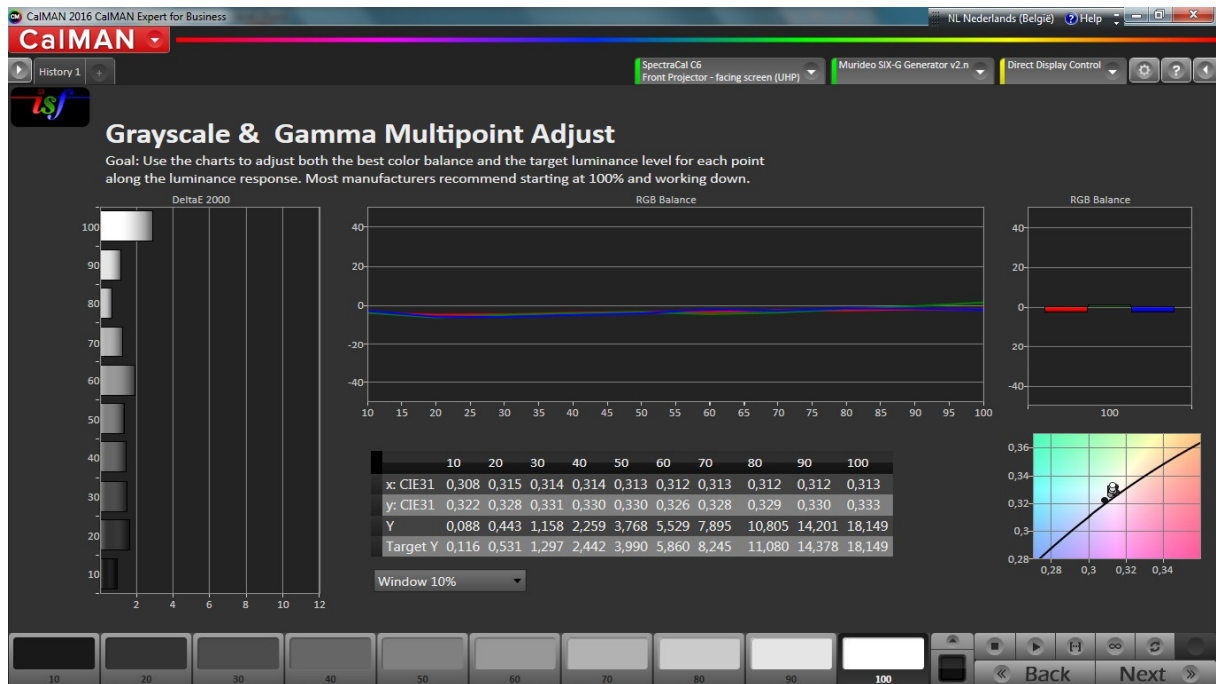 CM CalMAN 2016 CalMAN Expert for Business
NL Nederlands (België) ? Help
CalMAN
History 1 +
SpectraCal C6
Front Projector - facing screen (UHP)
Murideo SIX-G Generator v2.n
Direct Display Control
?
isf
Grayscale & Gamma Multipoint Adjust
Goal: Use the charts to adjust both the best color balance and the target luminance level for each point
along the luminance response. Most manufacturers recommend starting at 100% and working down.
DeltaE 2000
100
90
80
70
60
50
40
30
20
10
2 4 6 8 10 12
RGB Balance
40
20
0
-20
-40
10 15 20 25 30 35 40 45 50 55 60 65 70 75 80 85 90 95 100
RGB Balance
40
20
0
-20
-40
100
10 20 30 40 50 60 70 80 90 100
x: CIE31 0,308 0,315 0,314 0,314 0,313 0,312 0,313 0,312 0,312 0,313
y: CIE31 0,322 0,328 0,331 0,330 0,330 0,326 0,328 0,329 0,330 0,333
Y 0,088 0,443 1,158 2,259 3,768 5,529 7,895 10,805 14,201 18,149
Target Y 0,116 0,531 1,297 2,442 3,990 5,860 8,245 11,080 14,378 18,149
Window 10%
0,36
0,34
0,32
0,3
0,28
0,28 0,3 0,32 0,34
10 20 30 40 50 60 70 80 90 100
Back Next